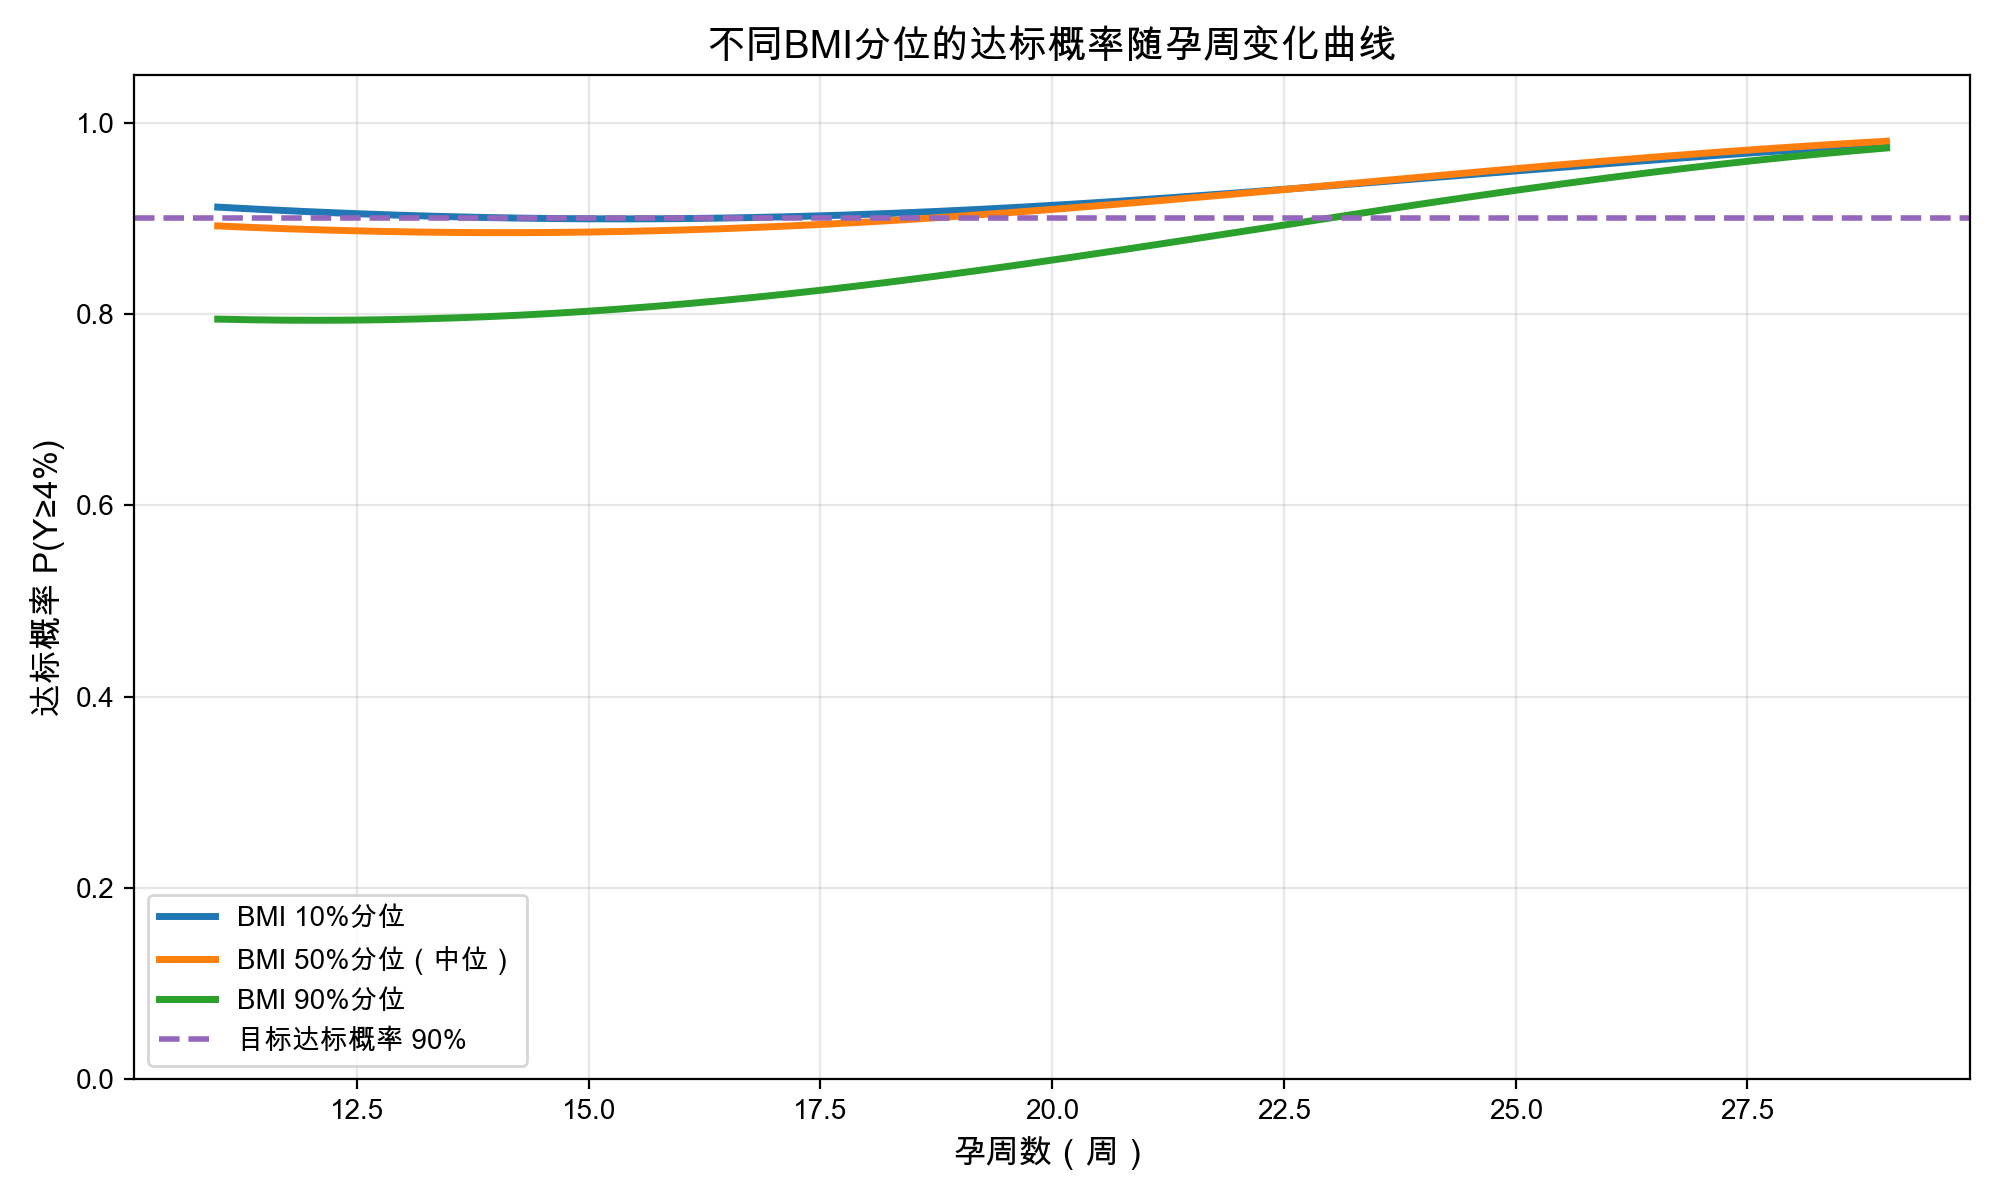 不同BMI分位的达标概率随孕周变化曲线
达标概率 P(Y≥4%)
1.0
0.8
0.6
0.4
0.2
0.0
BMI 10%分位
BMI 50%分位（中位）
BMI 90%分位
目标达标概率 90%
12.5 15.0 17.5 20.0 22.5 25.0 27.5
孕周数（周）